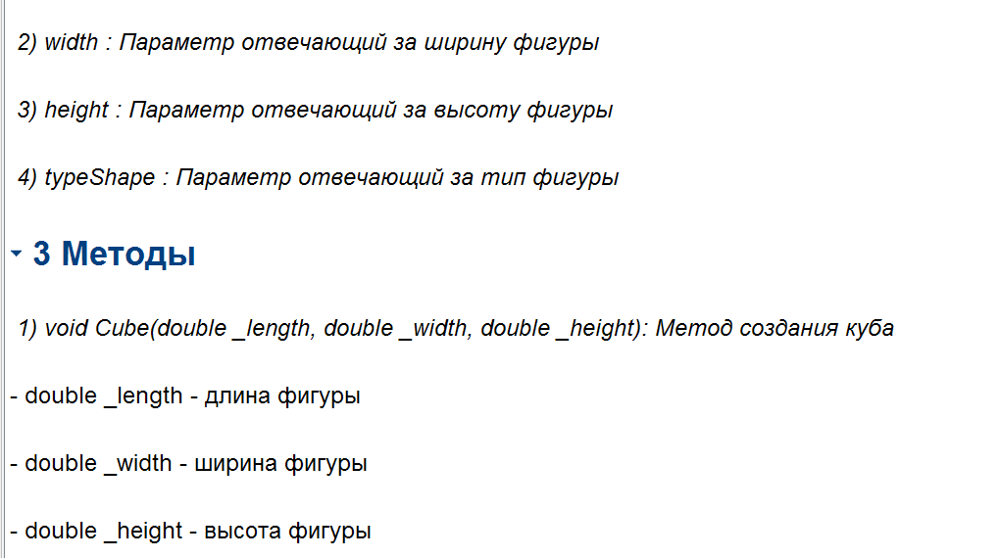 2) width : Параметр отвечающий за ширину фигуры
3) height : Параметр отвечающий за высоту фигуры
4) typeShape : Параметр отвечающий за тип фигуры
3 Методы
1) void Cube(double _length, double _width, double _height): Метод создания куба
- double _length - длина фигуры
- double _width - ширина фигуры
- double _height - высота фигуры